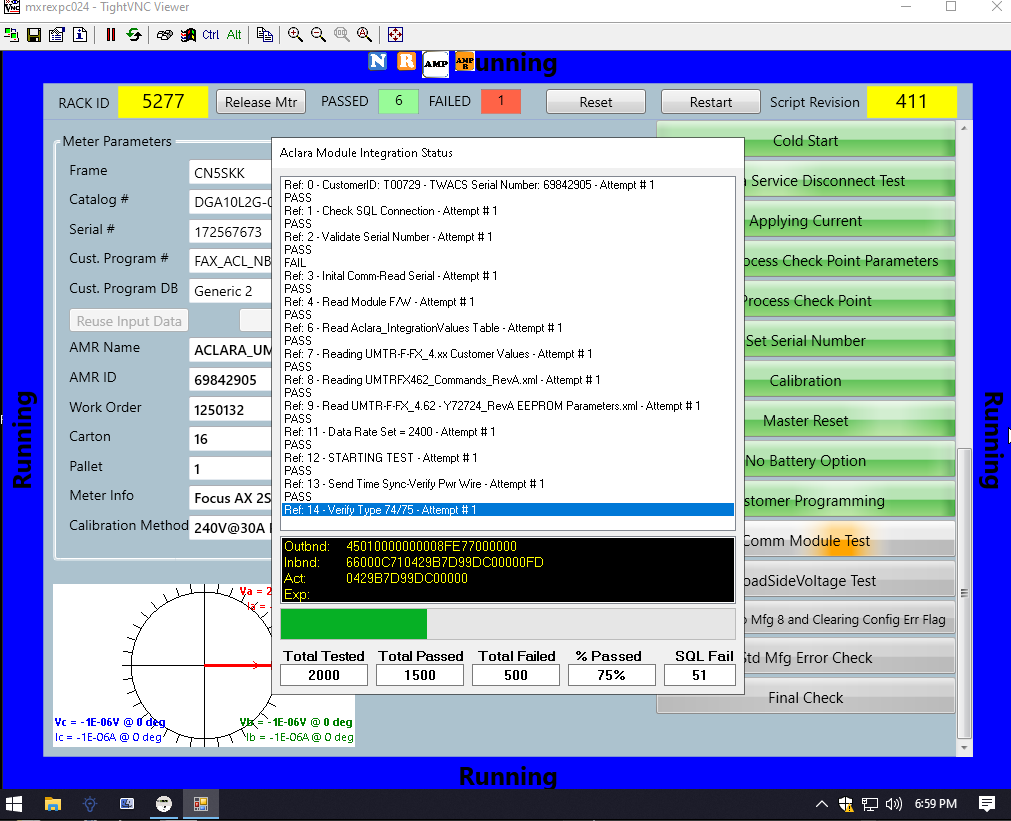 mxrexpc024 - TightVNC Viewer
Ctrl Alt
N R AMP AMP R Running
RACK ID 5277 Release Mtr PASSED 6 FAILED 1 Reset Restart Script Revision 411
Meter Parameters
Frame CN5SKK
Catalog # DGA10L2G-
Serial # 172567673
Cust. Program # FAX_ACL_NB
Cust. Program DB Generic 2
Reuse Input Data
AMR Name ACLARA_UM
AMR ID 69842905
Work Order 1250132
Carton 16
Pallet 1
Meter Info Focus AX 2S
Calibration Method 240V@30A
Va = 2
Ia =
Vc = -1E-06V @ 0 deg
Vb = -1E-06V @ 0 deg
Ic = -1E-06A @ 0 deg
Ib = -1E-06A @ 0 deg
Aclara Module Integration Status
Ref: 0 - CustomerID: T00729 - TWACS Serial Number: 69842905 - Attempt # 1
PASS
Ref: 1 - Check SQL Connection - Attempt # 1
PASS
Ref: 2 - Validate Serial Number - Attempt # 1
PASS
FAIL
Ref: 3 - Inital Comm-Read Serial - Attempt # 1
PASS
Ref: 4 - Read Module F/W - Attempt # 1
PASS
Ref: 6 - Read Aclara_IntegrationValues Table - Attempt # 1
PASS
Ref: 7 - Reading UMTR-F-FX_4.xx Customer Values - Attempt # 1
PASS
Ref: 8 - Reading UMTRFX462_Commands_RevA.xml - Attempt # 1
PASS
Ref: 9 - Read UMTR-F-FX_4.62 - Y72724_RevA EEPROM Parameters.xml - Attempt # 1
PASS
Ref: 11 - Data Rate Set = 2400 - Attempt # 1
PASS
Ref: 12 - STARTING TEST - Attempt # 1
PASS
Ref: 13 - Send Time Sync-Verify Pwr Wire - Attempt # 1
PASS
Ref: 14 - Verify Type 74/75 - Attempt # 1
Outbnd: 45010000000008FE77000000
Inbnd: 66000C710429B7D99DC00000FD
Act: 0429B7D99DC00000
Exp:
Total Tested Total Passed Total Failed % Passed SQL Fail
2000 1500 500 75% 51
Cold Start
Service Disconnect Test
Applying Current
ocess Check Point Parameters
Process Check Point
Set Serial Number
Calibration
Master Reset
No Battery Option
stomer Programming
Comm Module Test
oadSideVoltage Test
Mfg 8 and Clearing Config Err Flag
Std Mfg Error Check
Final Check
Running
Running
Running
6:59 PM